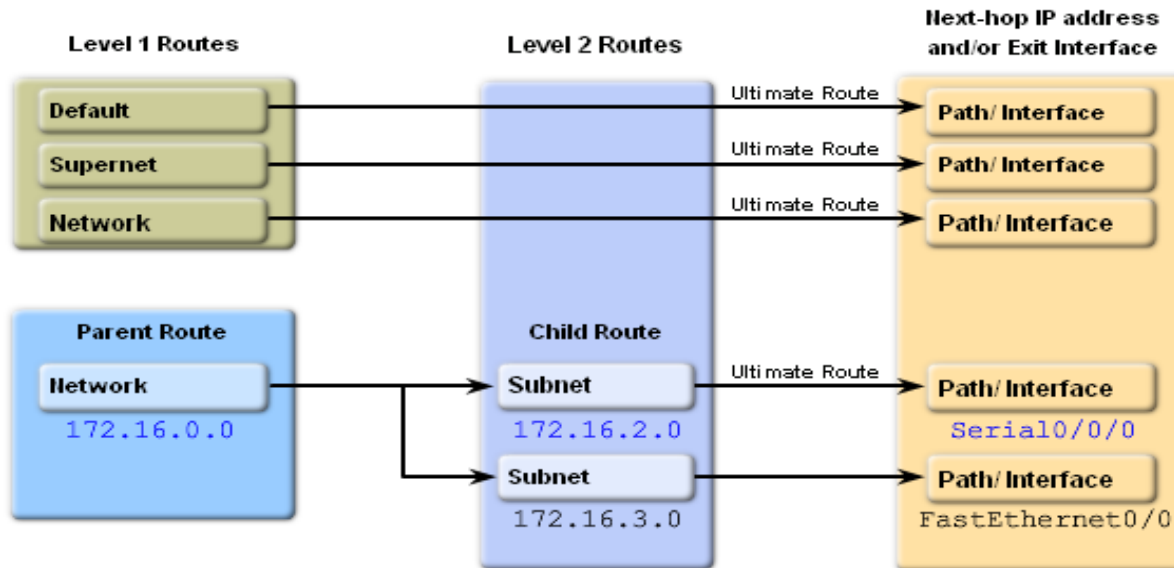 Level 1 Routes
Level 2 Routes
Next-hop IP address
and/or Exit Interface
Default
Ultimate Route
Path/Interface
Supernet
Ultimate Route
Path/Interface
Network
Ultimate Route
Path/Interface
Parent Route
Child Route
Network
Subnet
Ultimate Route
Path/Interface
172.16.0.0
172.16.2.0
Serial0/0/0
Subnet
Path/Interface
172.16.3.0
FastEthernet0/0